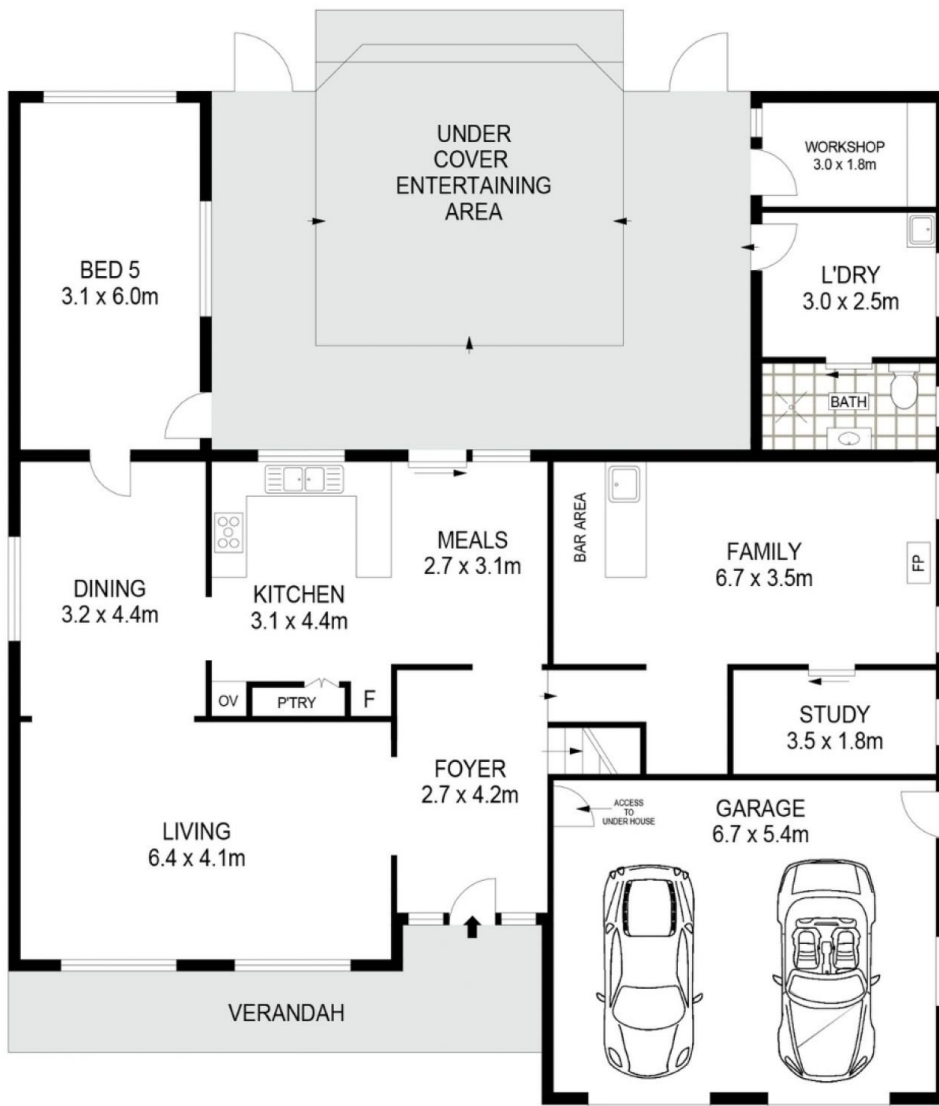 UNDER
COVER
ENTERTAINING
AREA
WORKSHOP
3.0 x 1.8m
BED 5
3.1 x 6.0m
L'DRY
3.0 x 2.5m
BATH
BAR AREA
MEALS
2.7 x 3.1m
FAMILY
6.7 x 3.5m
FP
DINING
3.2 x 4.4m
KITCHEN
3.1 x 4.4m
OV
P'TRY
F
STUDY
3.5 x 1.8m
FOYER
2.7 x 4.2m
ACCESS
TO
UNDER HOUSE
GARAGE
6.7 x 5.4m
LIVING
6.4 x 4.1m
VERANDAH